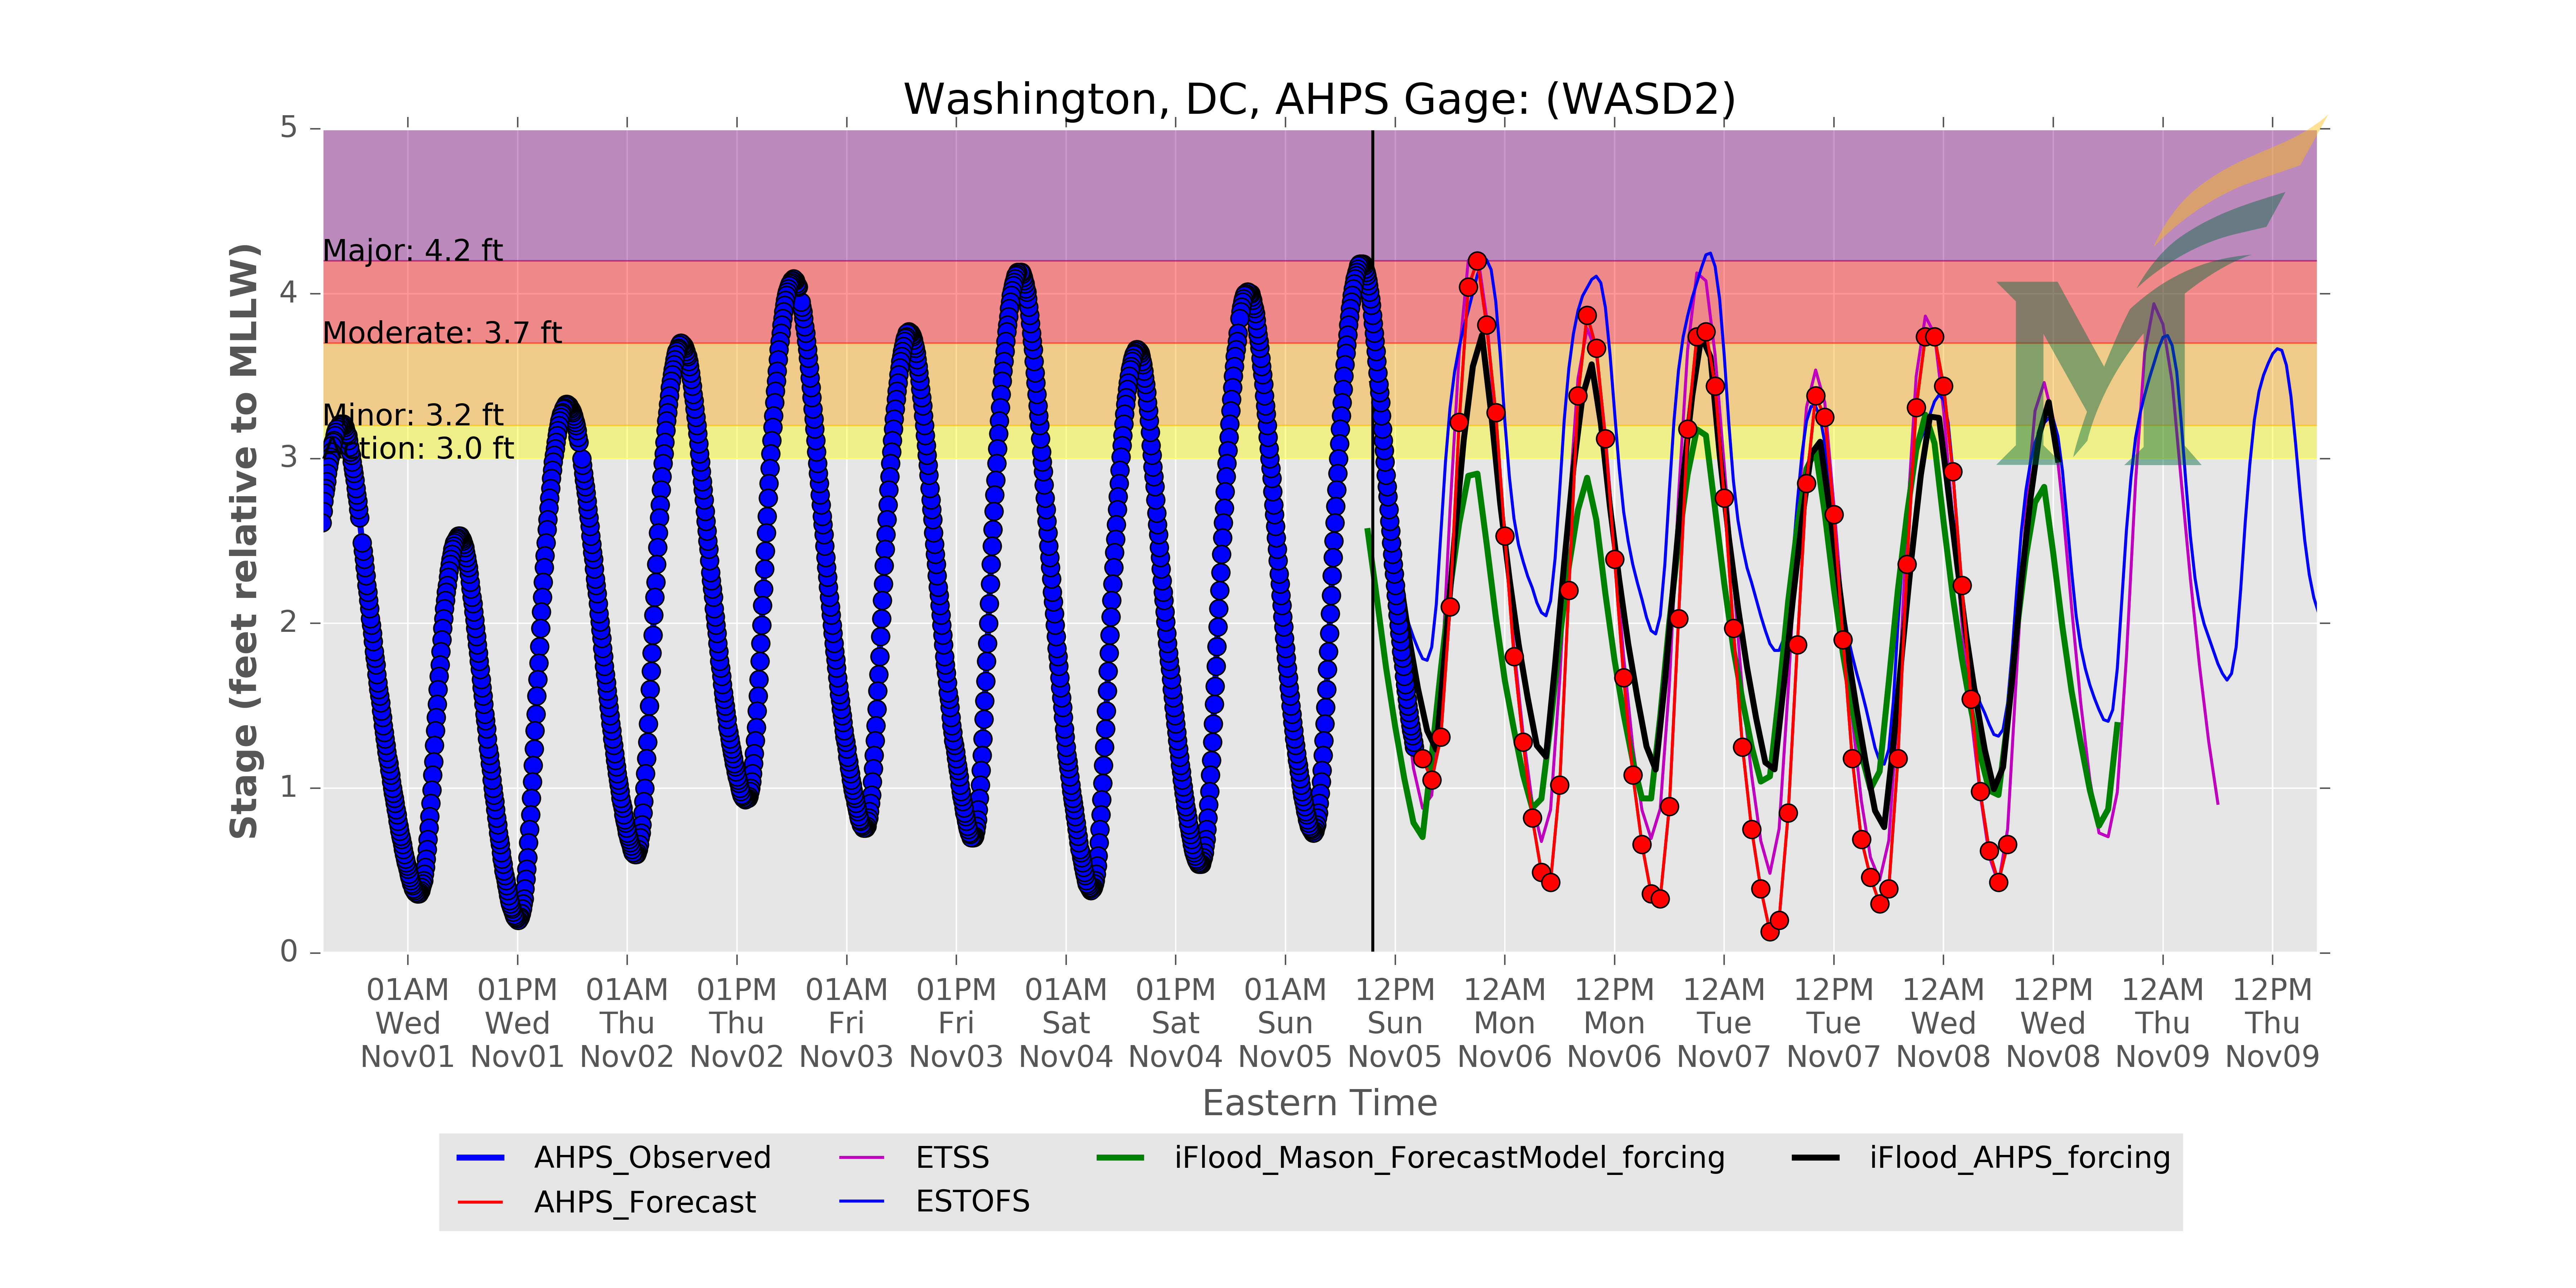 Washington, DC, AHPS Gage: (WASD2)
Stage (feet relative to MLLW)
5
4
3
2
1
0
Major: 4.2 ft
Moderate: 3.7 ft
Minor: 3.2 ft
tion: 3.0 ft
01AM 01PM 01AM 01PM 01AM 01PM 01AM 01PM 01AM 12PM 12AM 12PM 12AM 12PM 12AM 12PM 12AM 12PM
Wed Wed Thu Thu Fri Fri Sat Sat Sun Sun Mon Mon Tue Tue Wed Wed Thu Thu
Nov01 Nov01 Nov02 Nov02 Nov03 Nov03 Nov04 Nov04 Nov05 Nov05 Nov06 Nov06 Nov07 Nov07 Nov08 Nov08 Nov09 Nov09
Eastern Time
AHPS_Observed ETSS iFlood_Mason_ForecastModel_forcing iFlood_AHPS_forcing
AHPS_Forecast ESTOFS
M